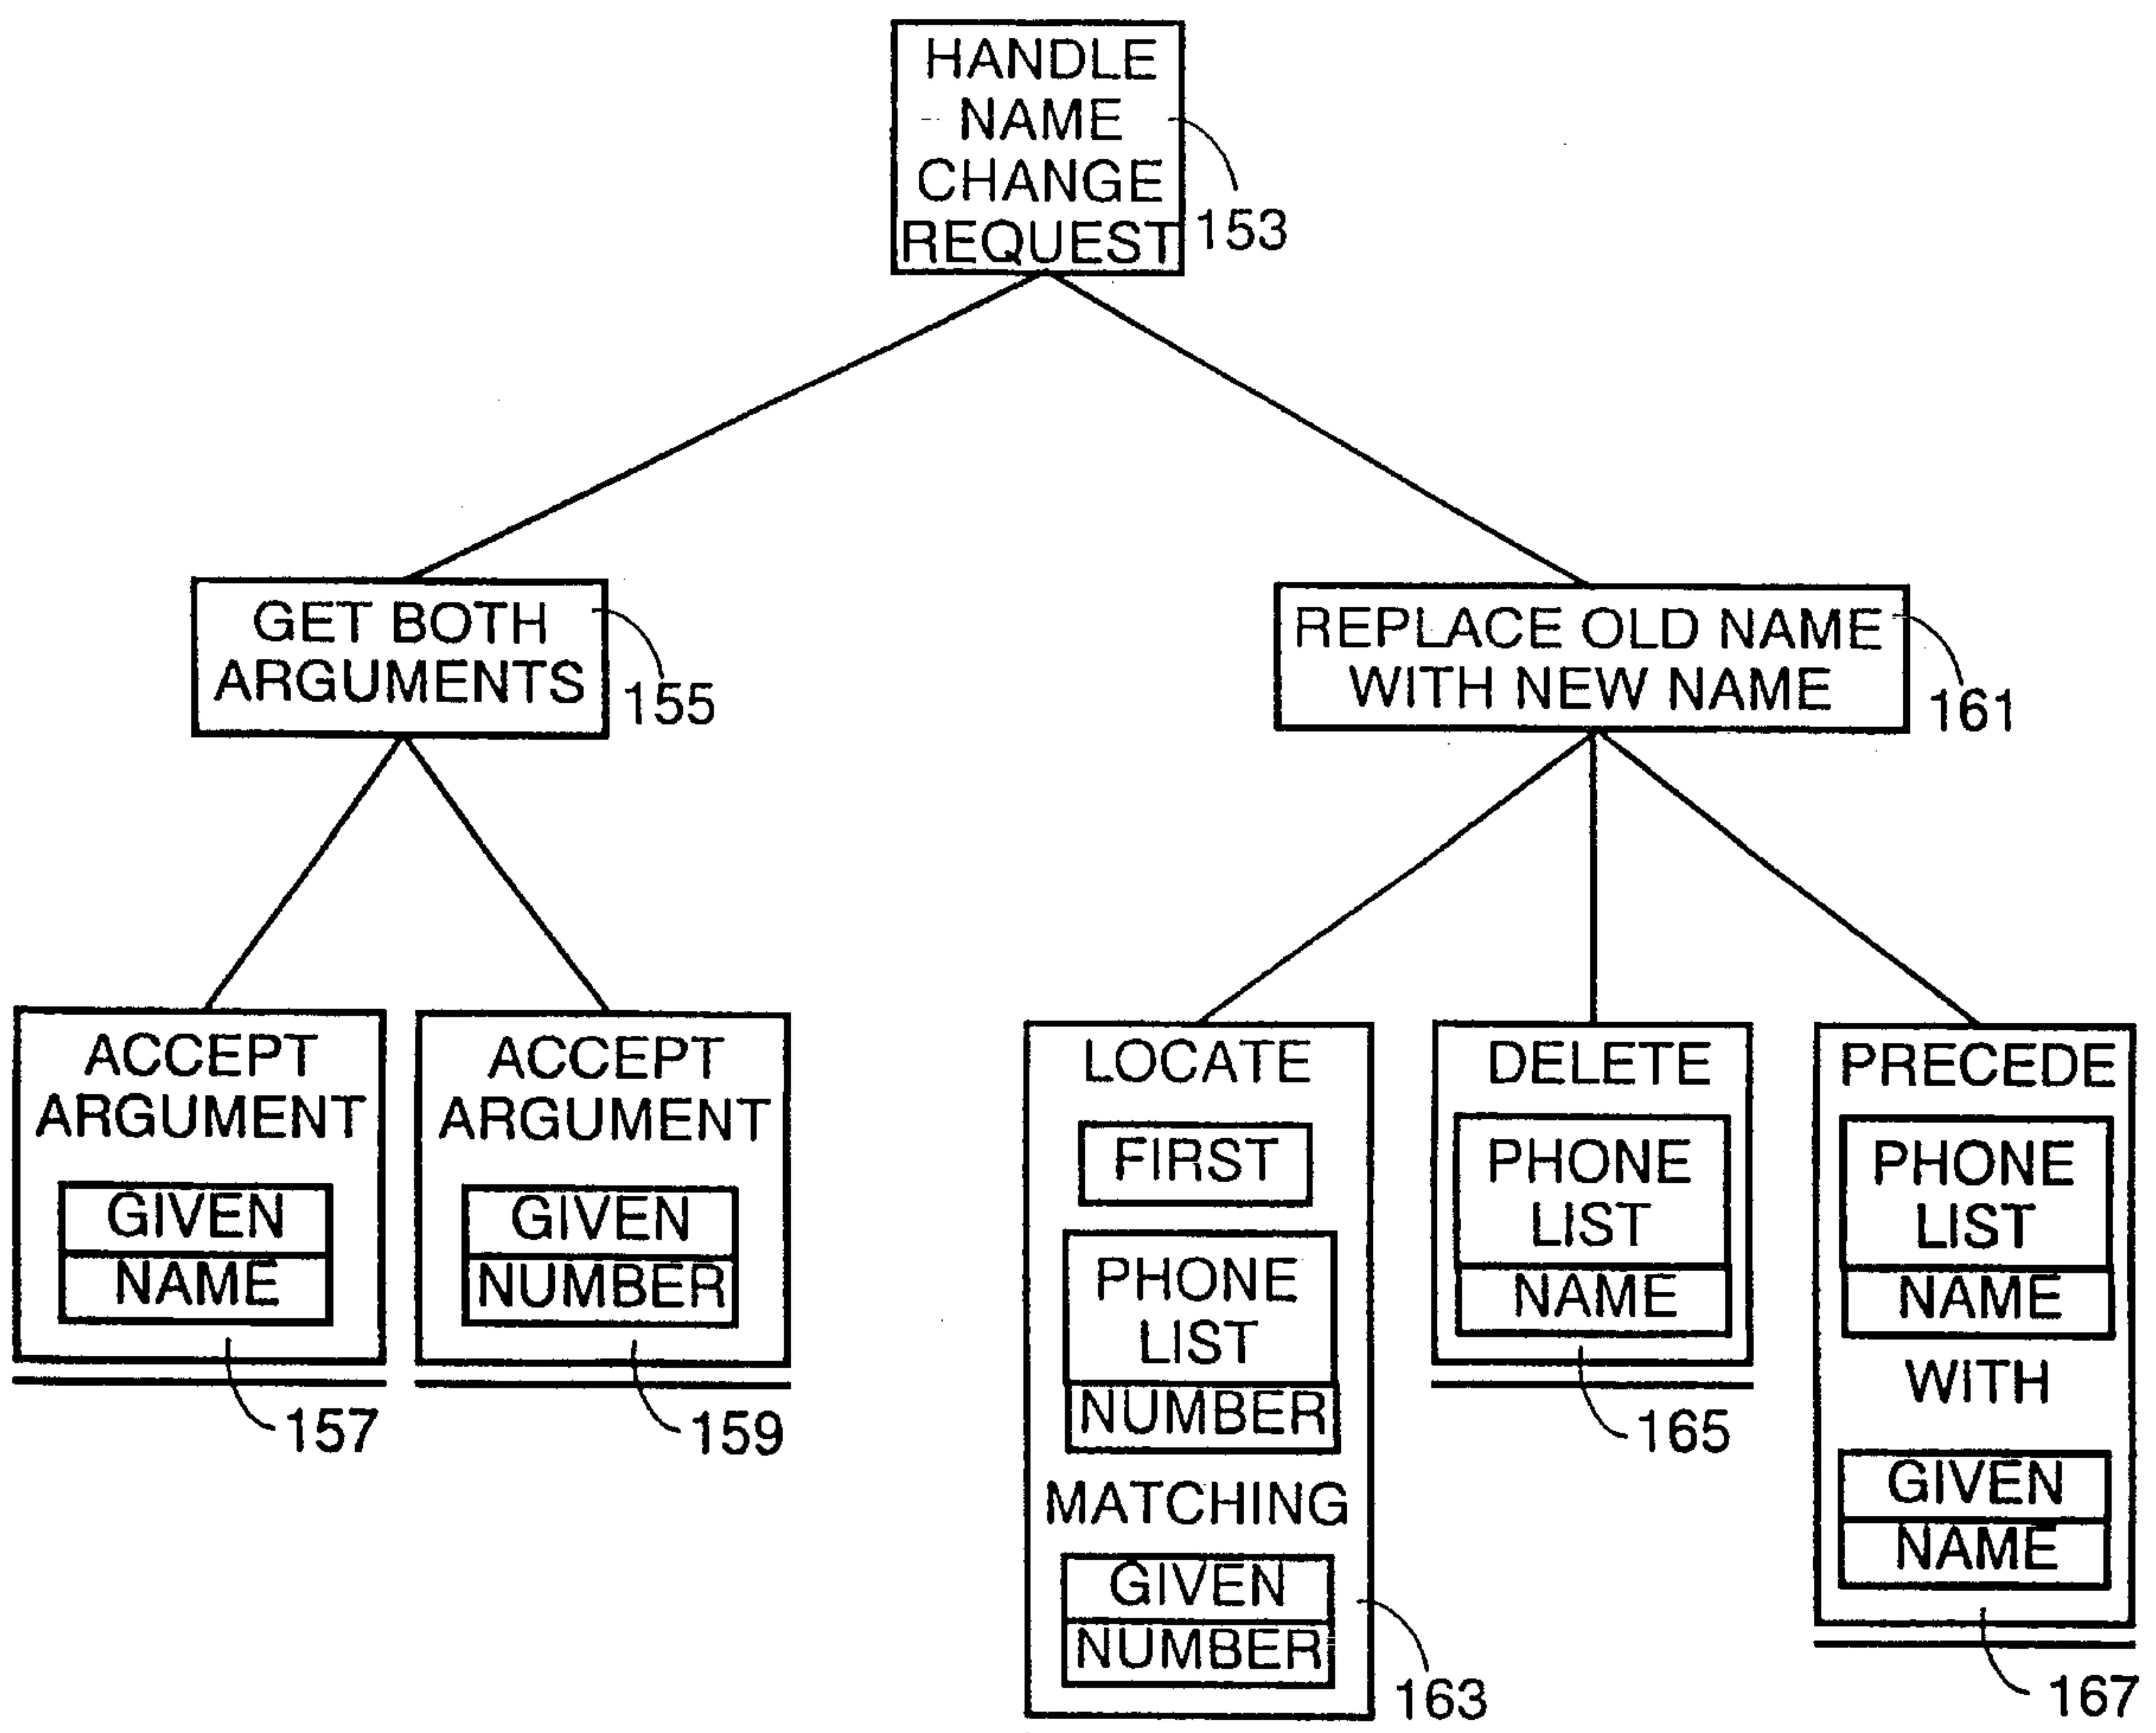 HANDLE
NAME
CHANGE
REQUEST
153
GET BOTH
ARGUMENTS
155
REPLACE OLD NAME
WITH NEW NAME
161
ACCEPT
ARGUMENT
GIVEN
NAME
157
ACCEPT
ARGUMENT
GIVEN
NUMBER
159
LOCATE
FIRST
PHONE
LIST
NUMBER
MATCHING
GIVEN
NUMBER
163
DELETE
PHONE
LIST
NAME
165
PRECEDE
PHONE
LIST
NAME
WITH
GIVEN
NAME
167